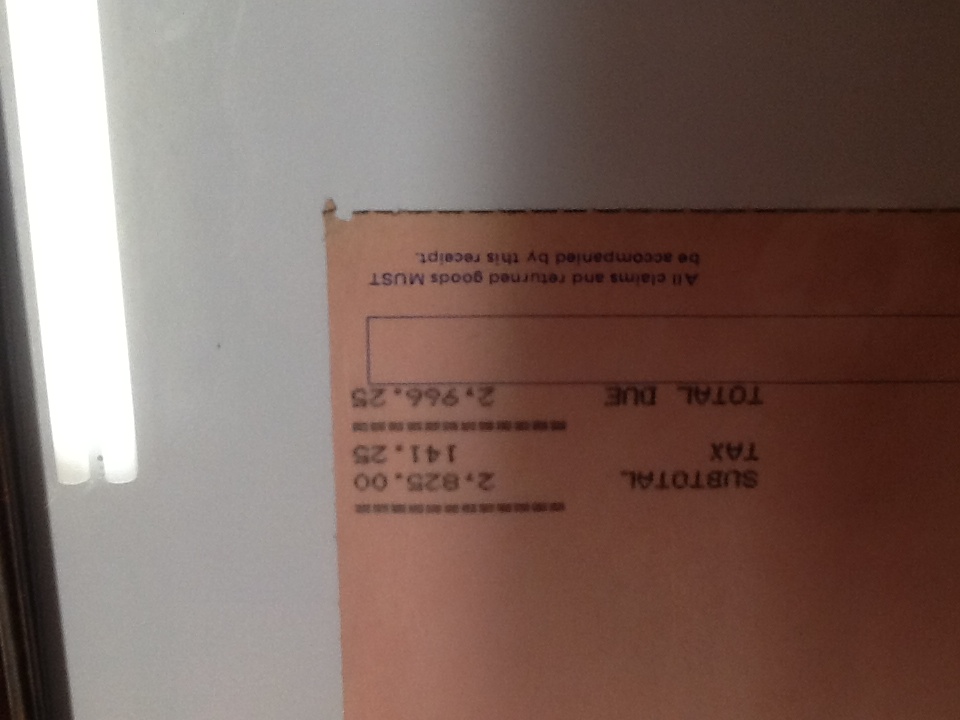 SUBTOTAL 2,825.00
TAX 141.25
TOTAL DUE 2,966.25
All claims and returned goods MUST
be accompanied by this receipt.